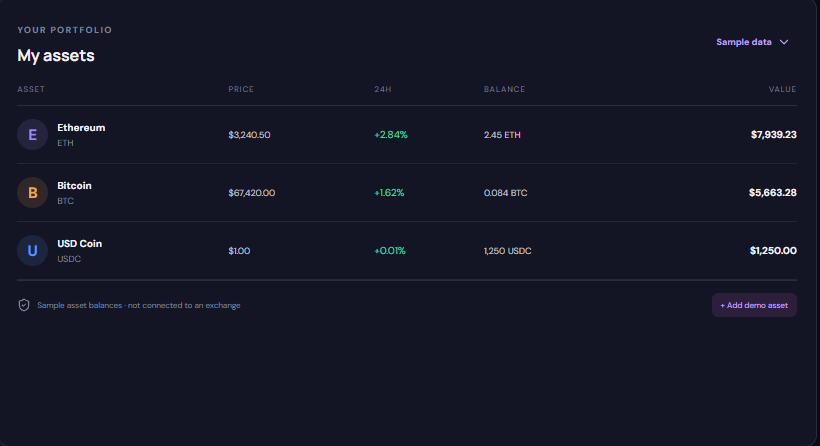 YOUR PORTFOLIO
My assets
Sample data
ASSET PRICE 24H BALANCE VALUE
E Ethereum $3,240.50 +2.84% 2.45 ETH $7,939.23
ETH
B Bitcoin $67,420.00 +1.62% 0.084 BTC $5,663.28
BTC
U USD Coin $1.00 +0.01% 1,250 USDC $1,250.00
USDC
Sample asset balances · not connected to an exchange
+ Add demo asset